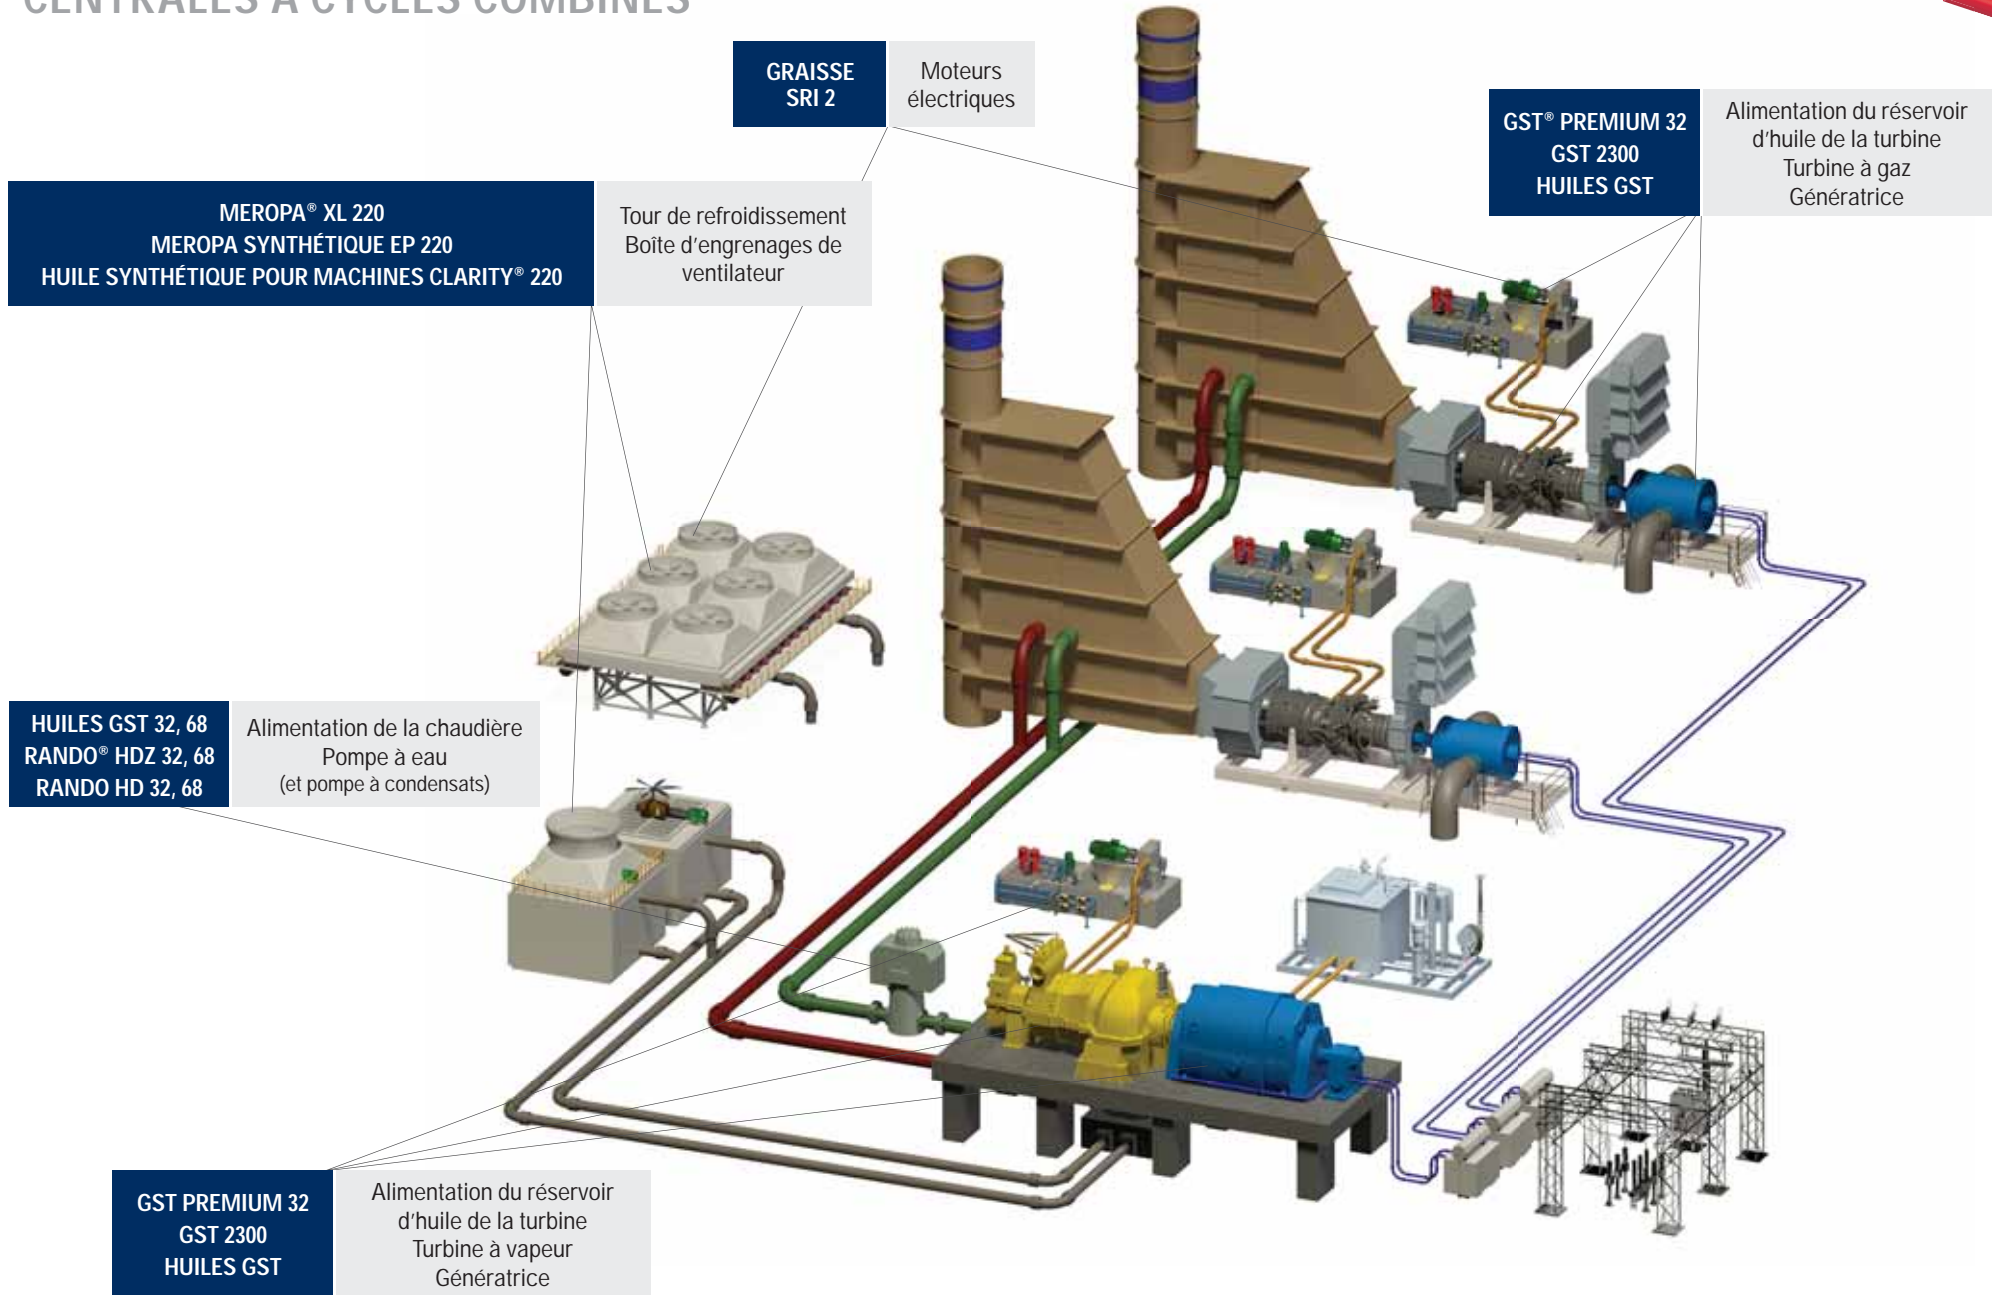 CENTRALES À CYCLES COMBINÉS
GRAISSE
SRI 2
Moteurs
électriques
GST® PREMIUM 32
GST 2300
HUILES GST
Alimentation du réservoir
d'huile de la turbine
Turbine à gaz
Génératrice
MEROPA® XL 220
MEROPA SYNTHÉTIQUE EP 220
HUILE SYNTHÉTIQUE POUR MACHINES CLARITY® 220
Tour de refroidissement
Boîte d'engrenages de
ventilateur
HUILES GST 32, 68
RANDO® HDZ 32, 68
RANDO HD 32, 68
Alimentation de la chaudière
Pompe à eau
(et pompe à condensats)
GST PREMIUM 32
GST 2300
HUILES GST
Alimentation du réservoir
d'huile de la turbine
Turbine à vapeur
Génératrice